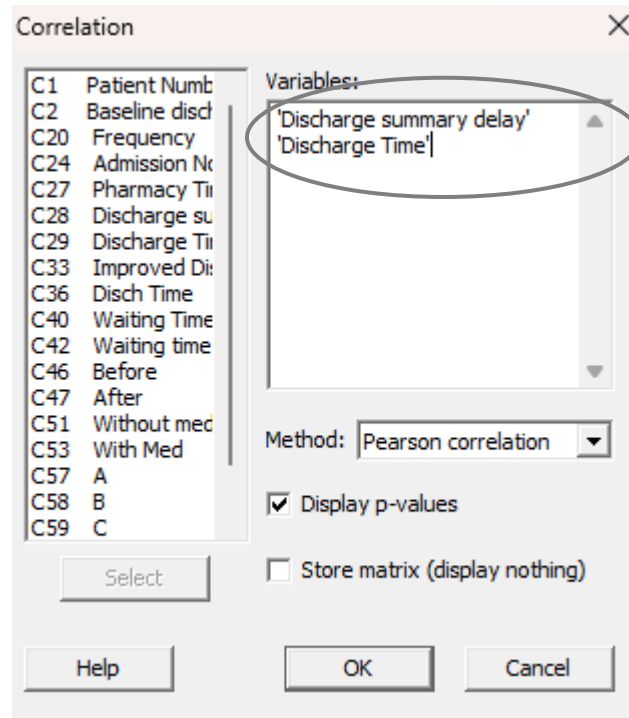 Correlation
C1 Patient Numb
C2 Baseline disch
C20 Frequency
C24 Admission No
C27 Pharmacy Tir
C28 Discharge su
C29 Discharge Tir
C33 Improved Dis
C36 Disch Time
C40 Waiting Time
C42 Waiting time
C46 Before
C47 After
C51 Without med
C53 With Med
C57 A
C58 B
C59 C
Select
Variables:
'Discharge summary delay'
'Discharge Time'
Method: Pearson correlation
Display p-values
Store matrix (display nothing)
Help
OK
Cancel